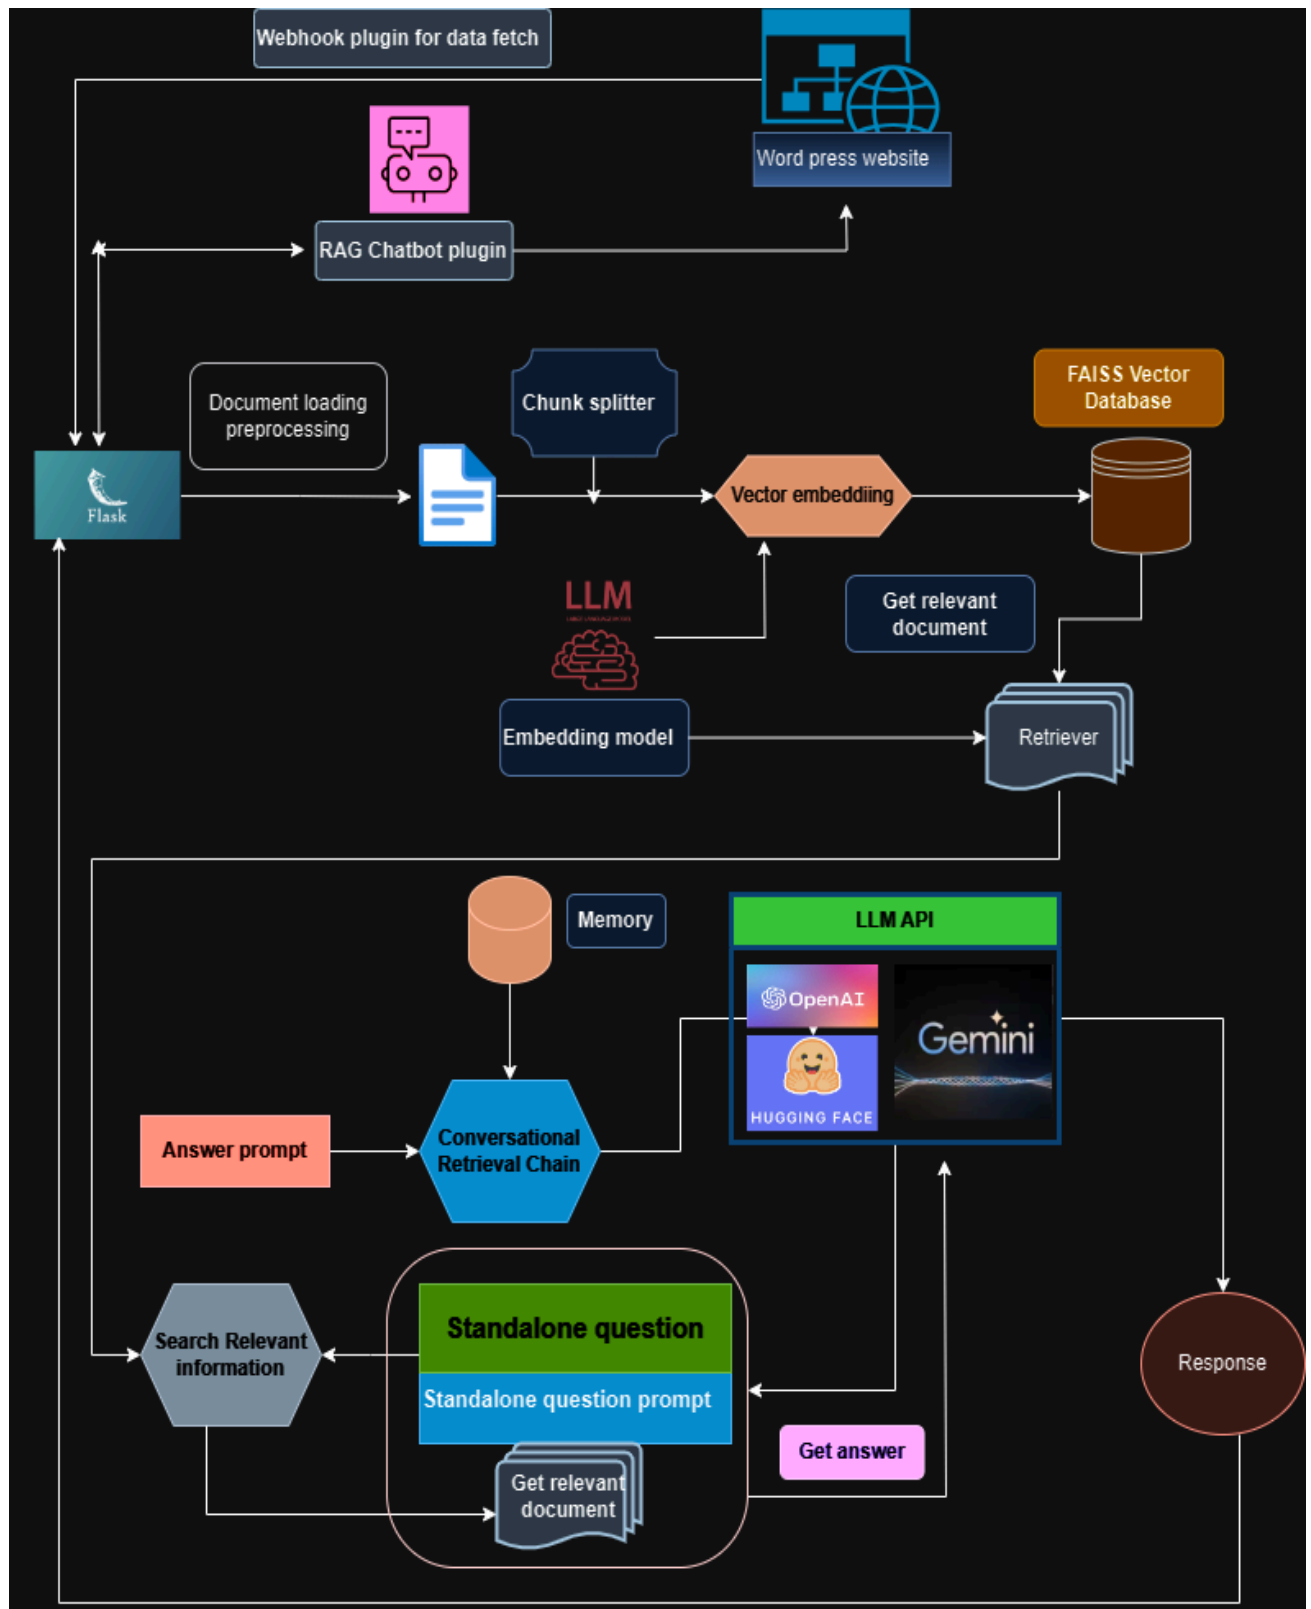 Webhook plugin for data fetch
Word press website
RAG Chatbot plugin
Document loading
preprocessing
Chunk splitter
FAISS Vector
Database
Flask
Vector embeddiing
LLM
Get relevant
document
Embedding model
Retriever
Memory
LLM API
OpenAI
Gemini
HUGGING FACE
Answer prompt
Conversational
Retrieval Chain
Standalone question
Search Relevant
information
Standalone question prompt
Response
Get answer
Get relevant
document